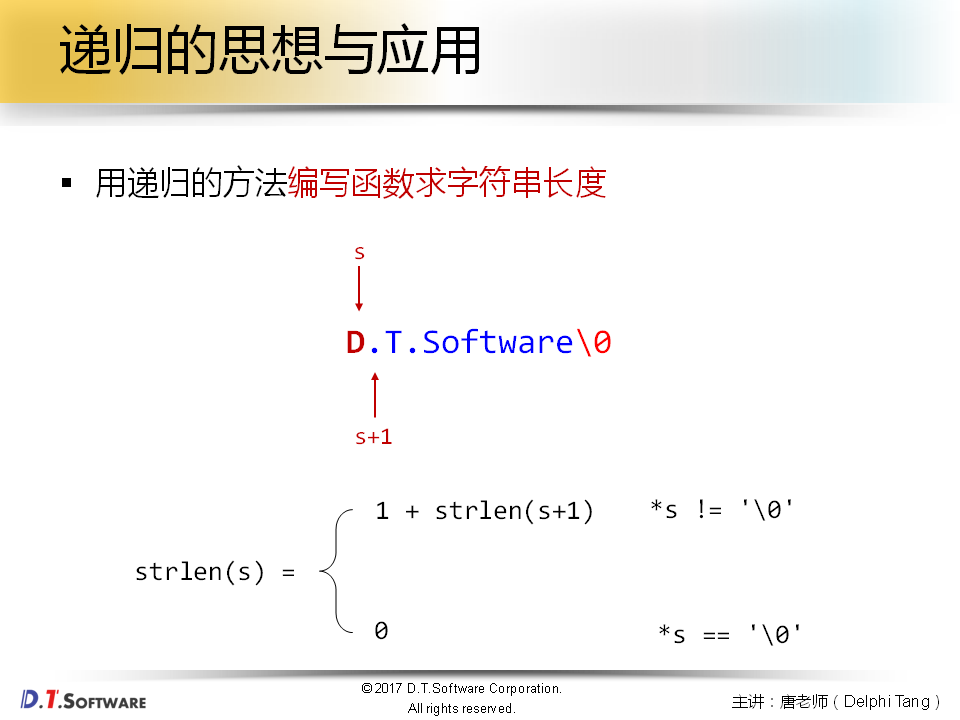 递归的思想与应用
▪ 用递归的方法编写函数求字符串长度
s
D.T.Software\0
s+1
1 + strlen(s+1) *s != '\0'
strlen(s) =
0 *s == '\0'
D.T.SOFTWARE
©2017 D.T.Software Corporation.
All rights reserved.
主讲：唐老师（Delphi Tang）